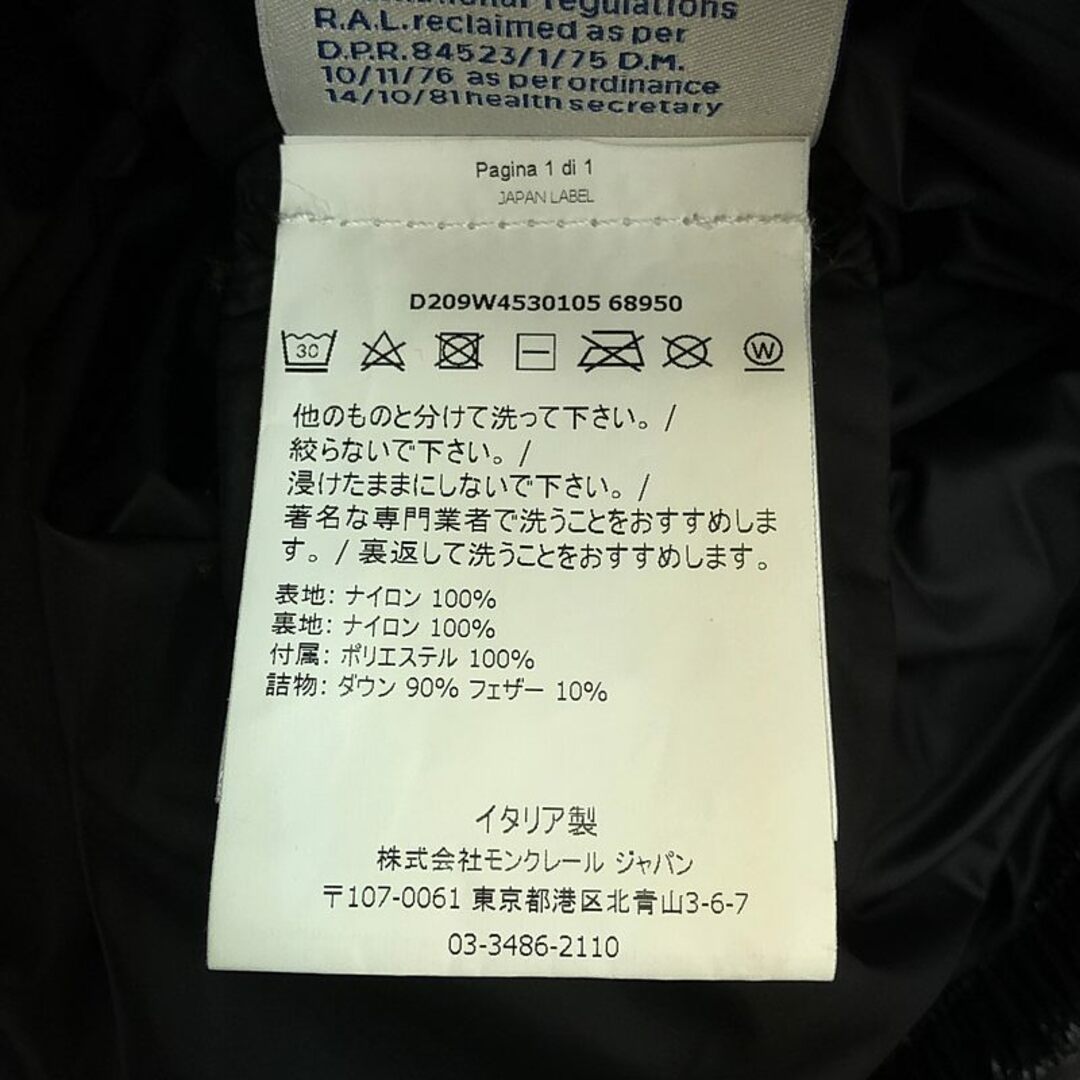 regulations
R.A.L.reclaimed as per
D.P.R.84523/1/75 D.M.
10/11/76 as per ordinance
14/10/81 health secretary
Pagina 1 di 1
JAPAN LABEL
D209W4530105 68950
30
W
他のものと分けて洗って下さい。/
絞らないで下さい。/
浸けたままにしないで下さい。/
著名な専門業者で洗うことをおすすめしま
す。/ 裏返して洗うことをおすすめします。
表地: ナイロン 100%
裏地: ナイロン 100%
付属: ポリエステル 100%
詰物: ダウン 90% フェザー 10%
イタリア製
株式会社モンクレール ジャパン
〒107-0061 東京都港区北青山3-6-7
03-3486-2110